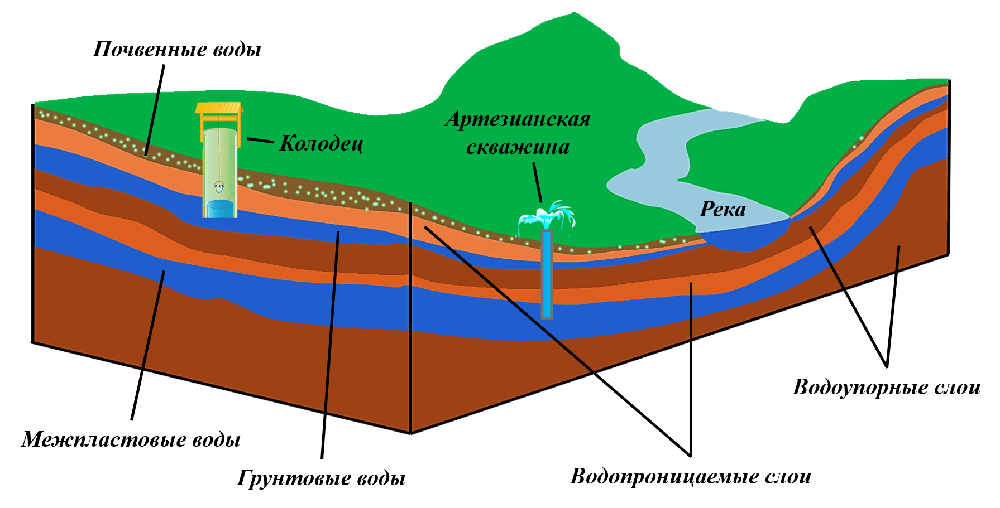 Почвенные воды
Колодец
Артезианская
скважина
Река
Водоупорные слои
Межпластовые воды
Грунтовые воды
Водопроницаемые слои